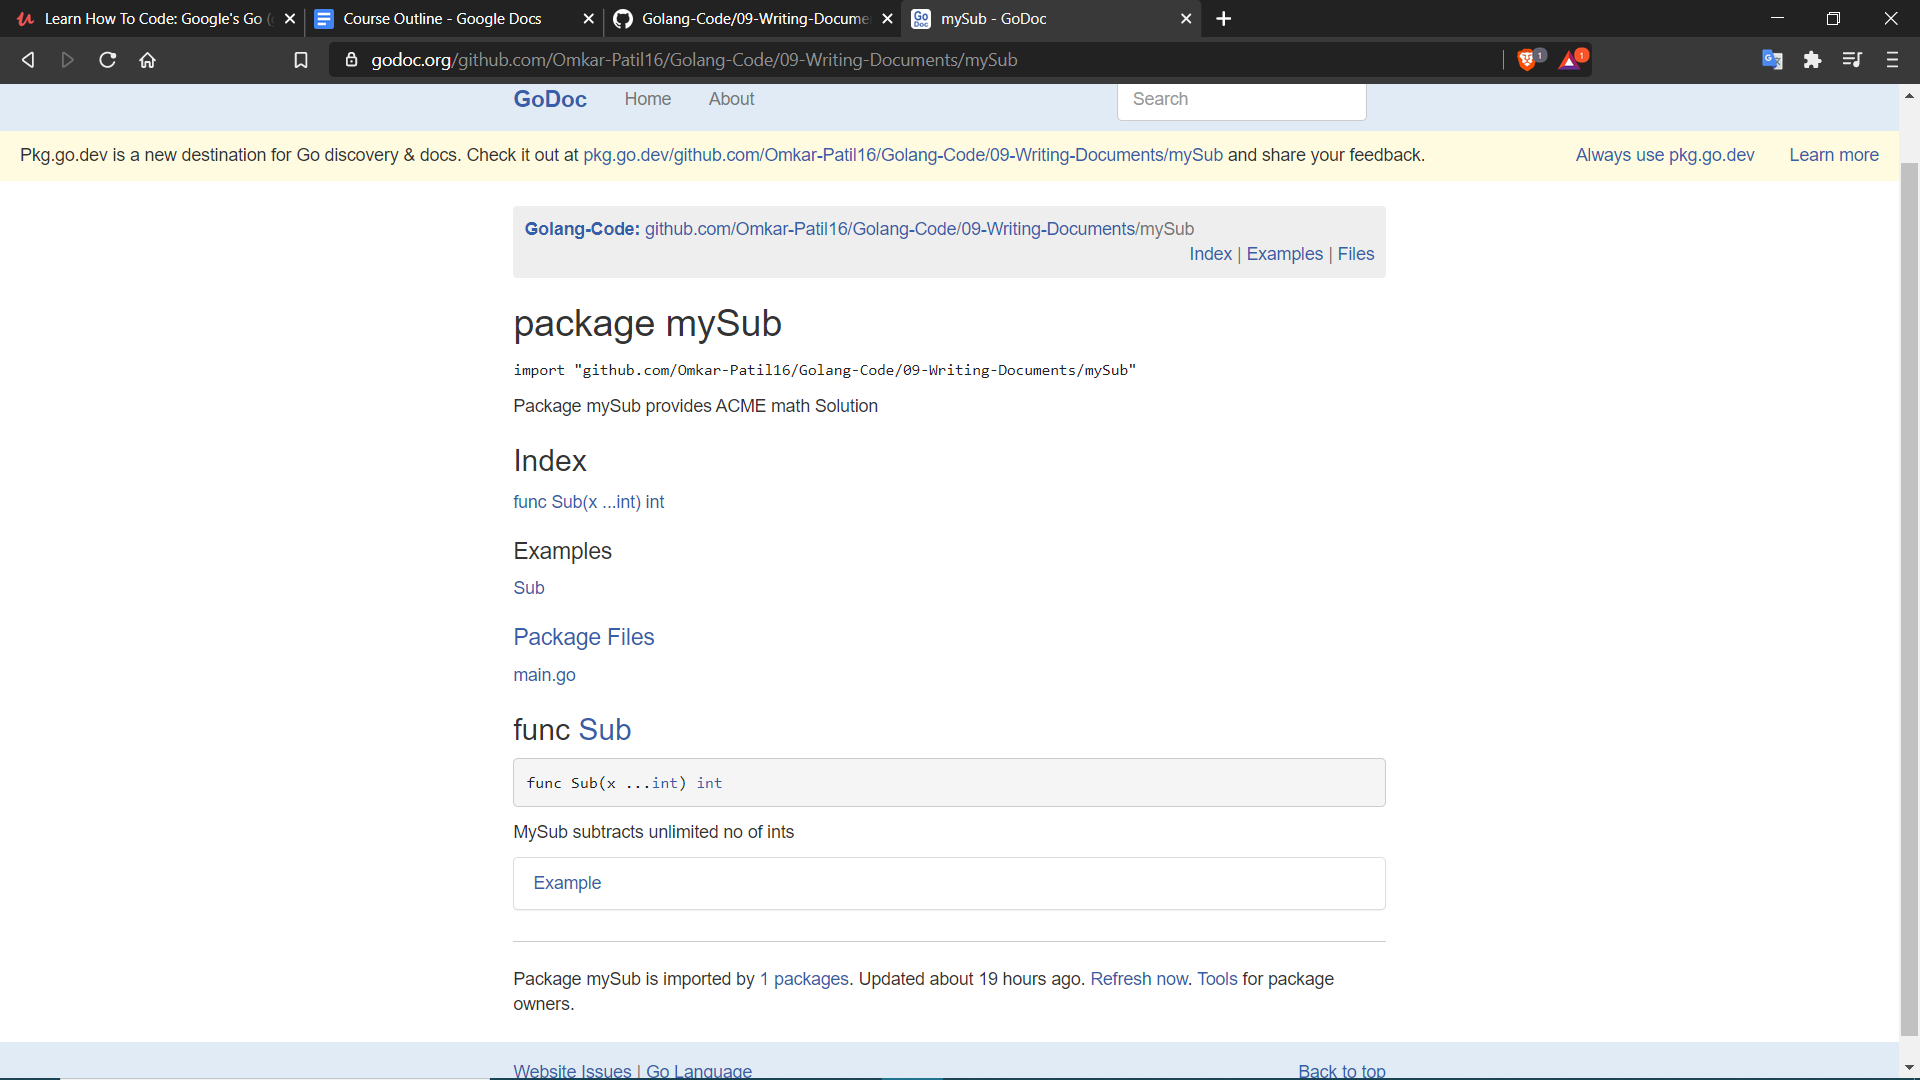 Learn How To Code: Google's Go
Course Outline - Google Docs
Golang-Code/09-Writing-Docume
mySub - GoDoc
godoc.org/github.com/Omkar-Patil16/Golang-Code/09-Writing-Documents/mySub
1
1
GoDoc Home About Search
Pkg.go.dev is a new destination for Go discovery & docs. Check it out at pkg.go.dev/github.com/Omkar-Patil16/Golang-Code/09-Writing-Documents/mySub and share your feedback. Always use pkg.go.dev Learn more
Golang-Code: github.com/Omkar-Patil16/Golang-Code/09-Writing-Documents/mySub
Index | Examples | Files
package mySub
import "github.com/Omkar-Patil16/Golang-Code/09-Writing-Documents/mySub"
Package mySub provides ACME math Solution
Index
func Sub(x ...int) int
Examples
Sub
Package Files
main.go
func Sub
func Sub(x ...int) int
MySub subtracts unlimited no of ints
Example
Package mySub is imported by 1 packages. Updated about 19 hours ago. Refresh now. Tools for package
owners.
Website Issues | Go Language Back to top